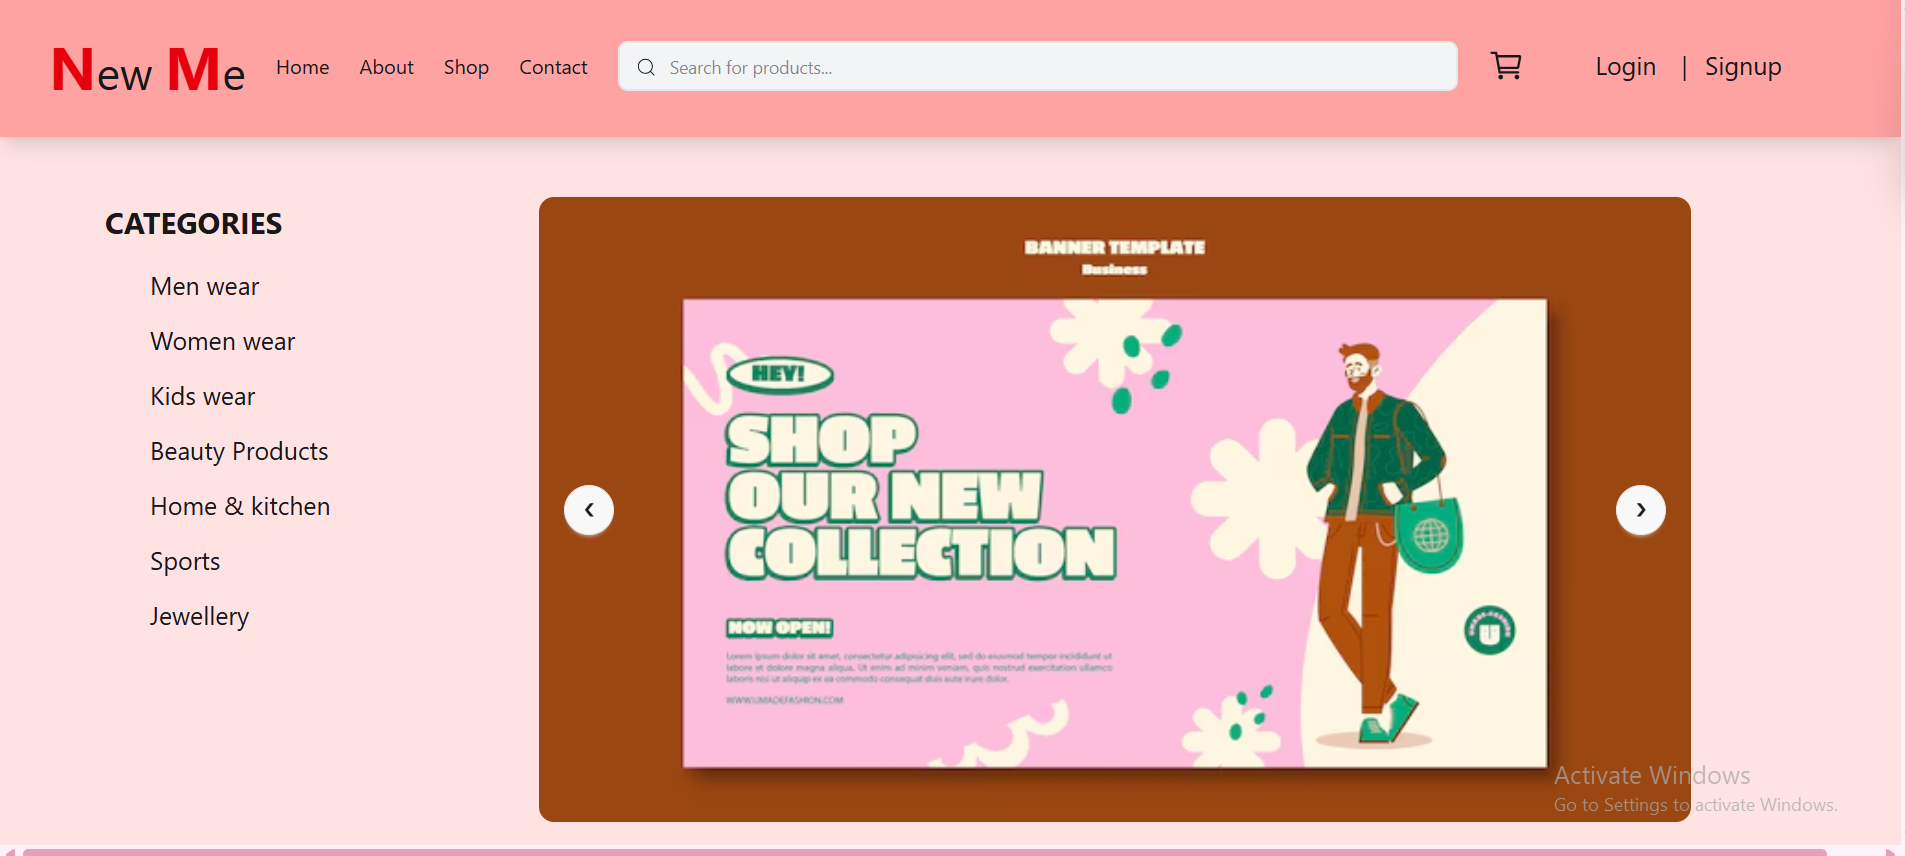 New Me
Home About Shop Contact
Search for products...
Login | Signup
CATEGORIES
Men wear
Women wear
Kids wear
Beauty Products
Home & kitchen
Sports
Jewellery
BANNER TEMPLATE
Business
HEY!
SHOP
OUR NEW
COLLECTION
NOW OPEN!
Lorem ipsum dolor sit amet, consectetur adipisicing elit, sed do eiusmod tempor incididunt ut
labore et dolore magna aliqua. Ut enim ad minim veniam, quis nostrud exercitation ullamco
laboris nisi ut aliquip ex ea commodo consequat duis aute irure dolor.
WWW.UMADEFASHION.COM
U
Activate Windows
Go to Settings to activate Windows.